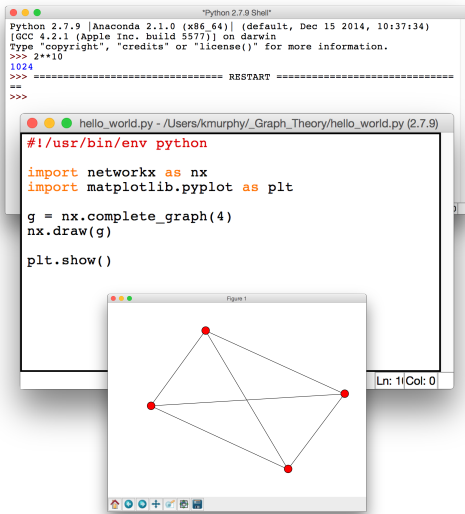 *Python 2.7.9 Shell*
Python 2.7.9 |Anaconda 2.1.0 (x86_64)| (default, Dec 15 2014, 10:37:34)
[GCC 4.2.1 (Apple Inc. build 5577)] on darwin
Type "copyright", "credits" or "license()" for more information.
>>> 2**10
1024
>>> ================================ RESTART ==============================
==
>>>
hello_world.py - /Users/kmurphy/_Graph_Theory/hello_world.py (2.7.9)
#!/usr/bin/env python
import networkx as nx
import matplotlib.pyplot as plt
g = nx.complete_graph(4)
nx.draw(g)
plt.show()
Figure 1
Col: 0